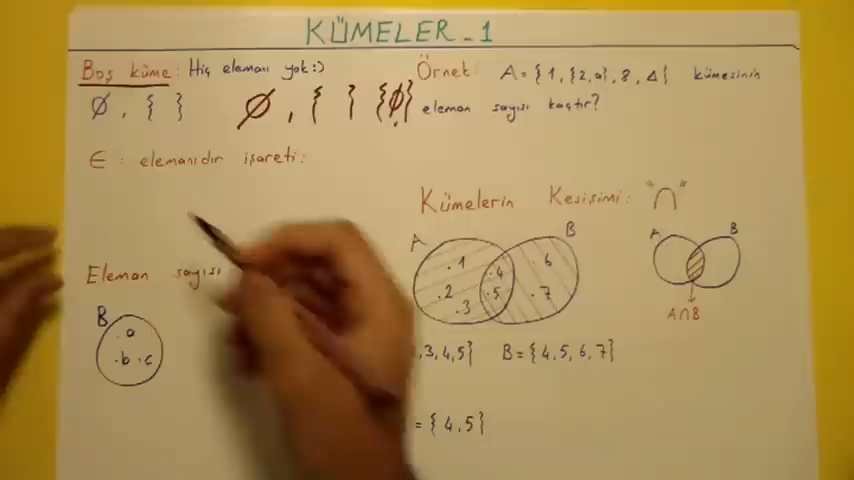 KÜMELER - 1
Boş küme: Hiç elemanı yok:)
∅, { }
∅, { } {∅}
∈ : elemanıdır işareti:
Eleman sayısı
B
.a
.b .c
Örnek: A = {1, {2,a}, 8, Δ} kümesinin
eleman sayısı kaçtır?
Kümelerin Kesişimi: "∩"
A B
.1 .2 .3 .4 .5 .6 .7
A B
A∩B
,3,4,5} B = {4,5,6,7}
= {4,5}